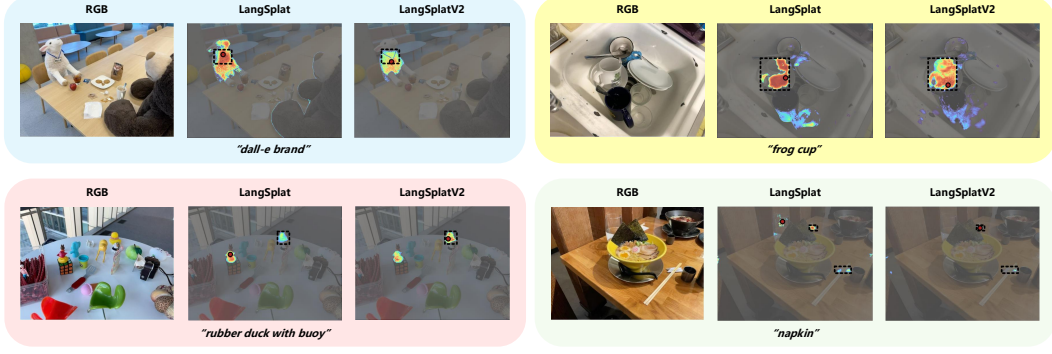 RGB LangSplat LangSplatV2
"dall-e brand"
RGB LangSplat LangSplatV2
"frog cup"
RGB LangSplat LangSplatV2
"rubber duck with buoy"
RGB LangSplat LangSplatV2
"napkin"